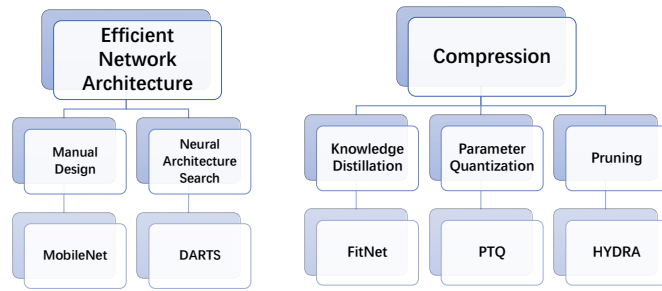 Efficient
Network
Architecture
Manual
Design
Neural
Architecture
Search
MobileNet
DARTS
Compression
Knowledge
Distillation
Parameter
Quantization
Pruning
FitNet
PTQ
HYDRA